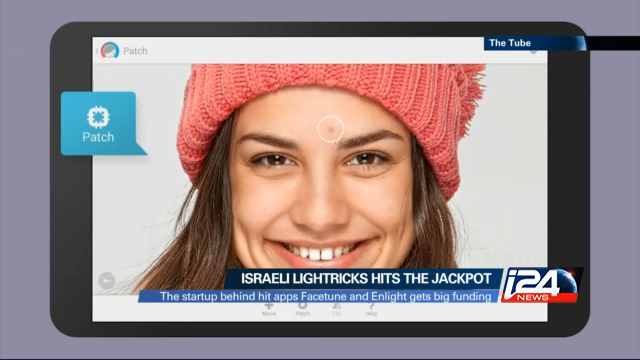 The Tube
Patch
Patch
ISRAELI LIGHTRICKS HITS THE JACKPOT
The startup behind hit apps Facetune and Enlight gets big funding
i24
NEWS
Move Patch Flip Help